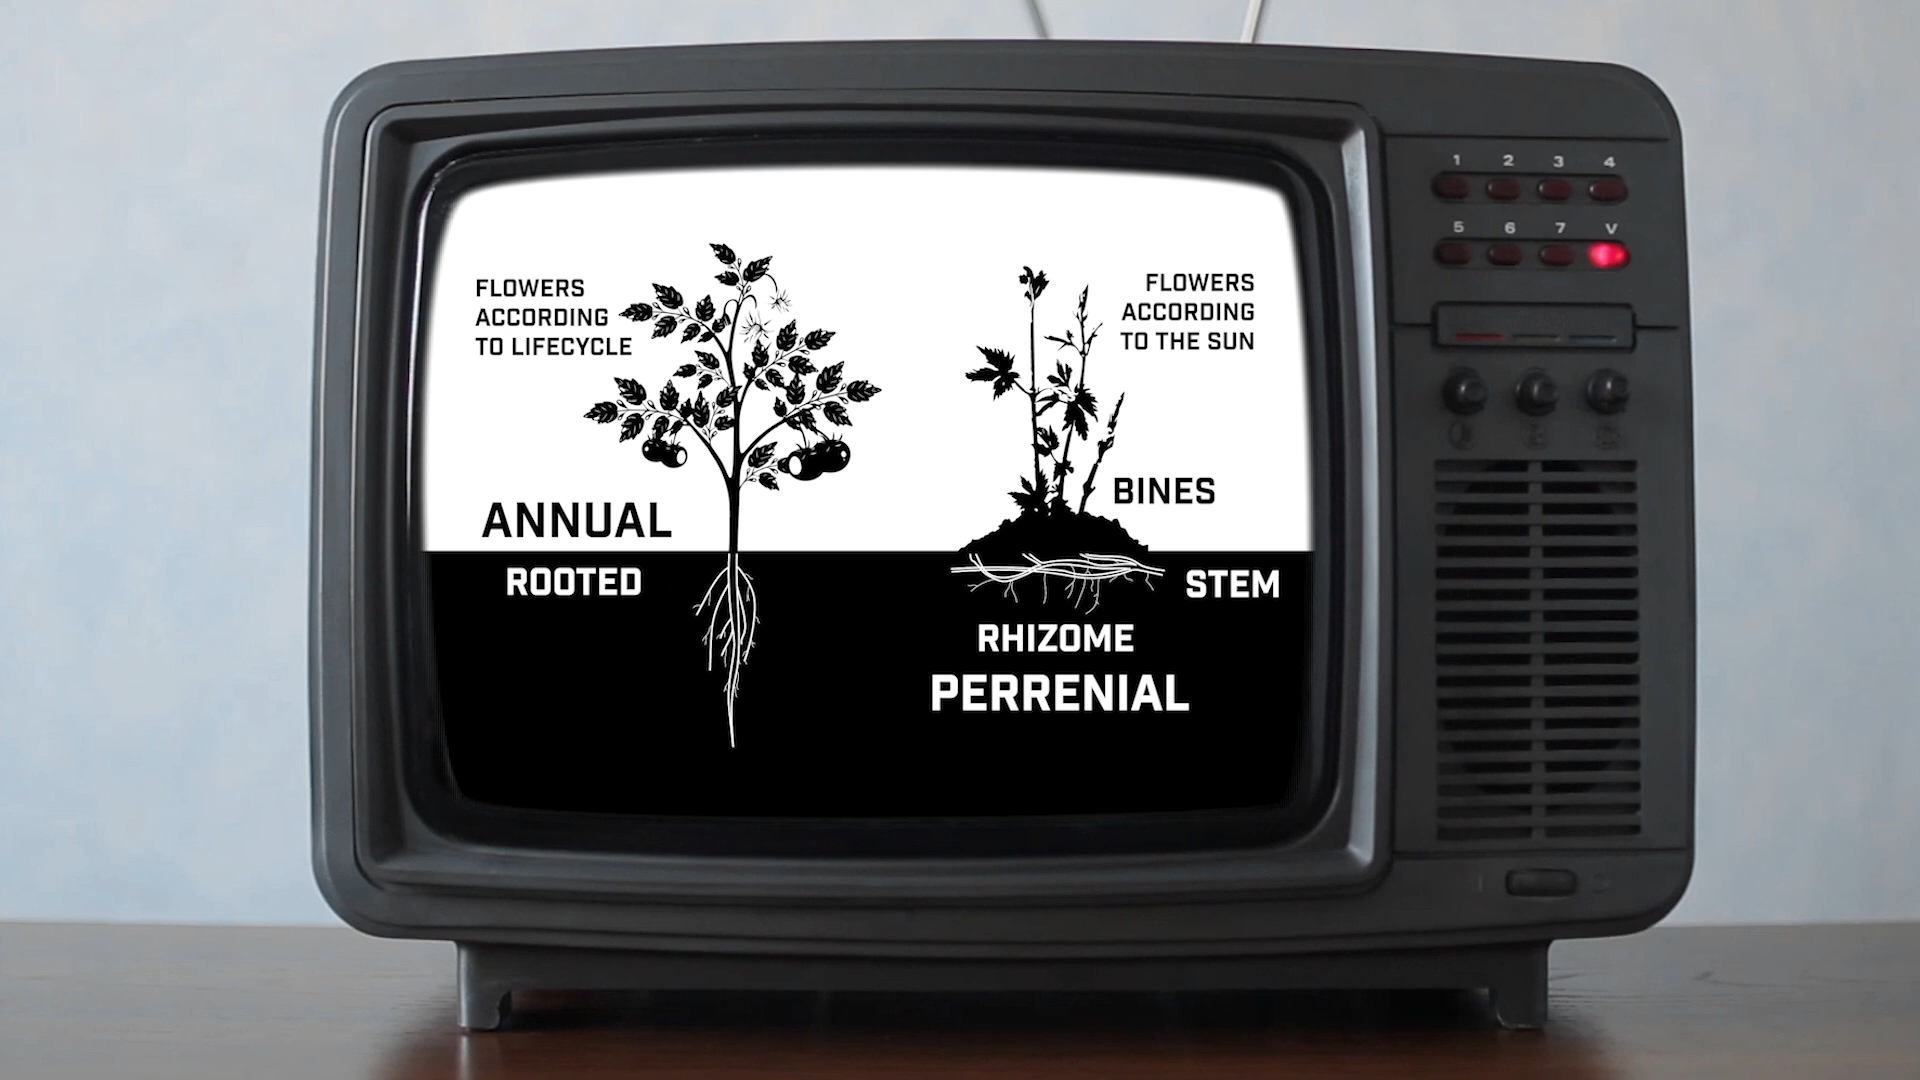 1 2 3 4
5 6 7 V
FLOWERS
ACCORDING
TO LIFECYCLE
FLOWERS
ACCORDING
TO THE SUN
ANNUAL
BINES
ROOTED
STEM
RHIZOME
PERRENIAL